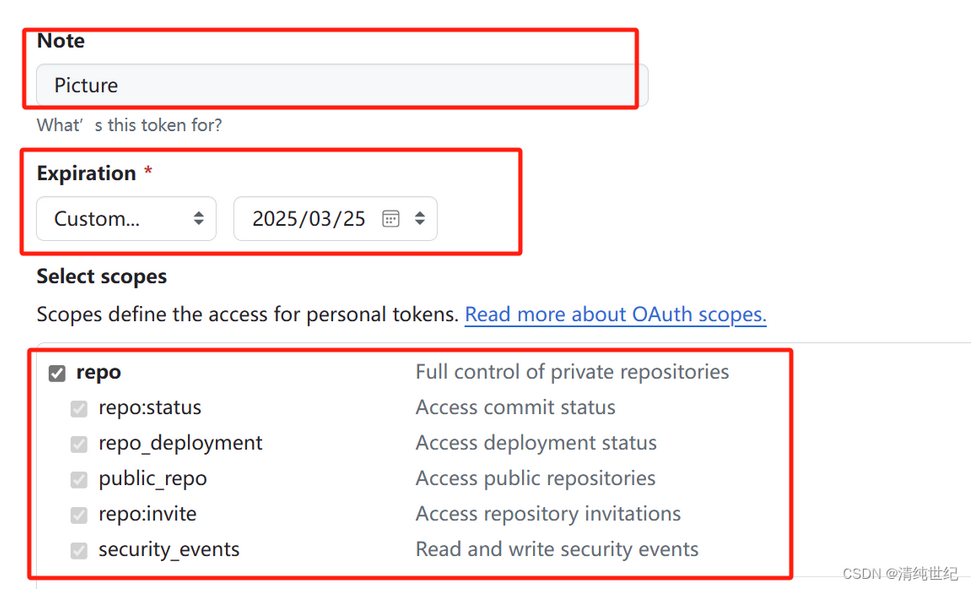 Note
Picture
What’s this token for?
Expiration *
Custom... 2025/03/25
Select scopes
Scopes define the access for personal tokens. Read more about OAuth scopes.
repo Full control of private repositories
repo:status Access commit status
repo_deployment Access deployment status
public_repo Access public repositories
repo:invite Access repository invitations
security_events Read and write security events
CSDN @清纯世纪